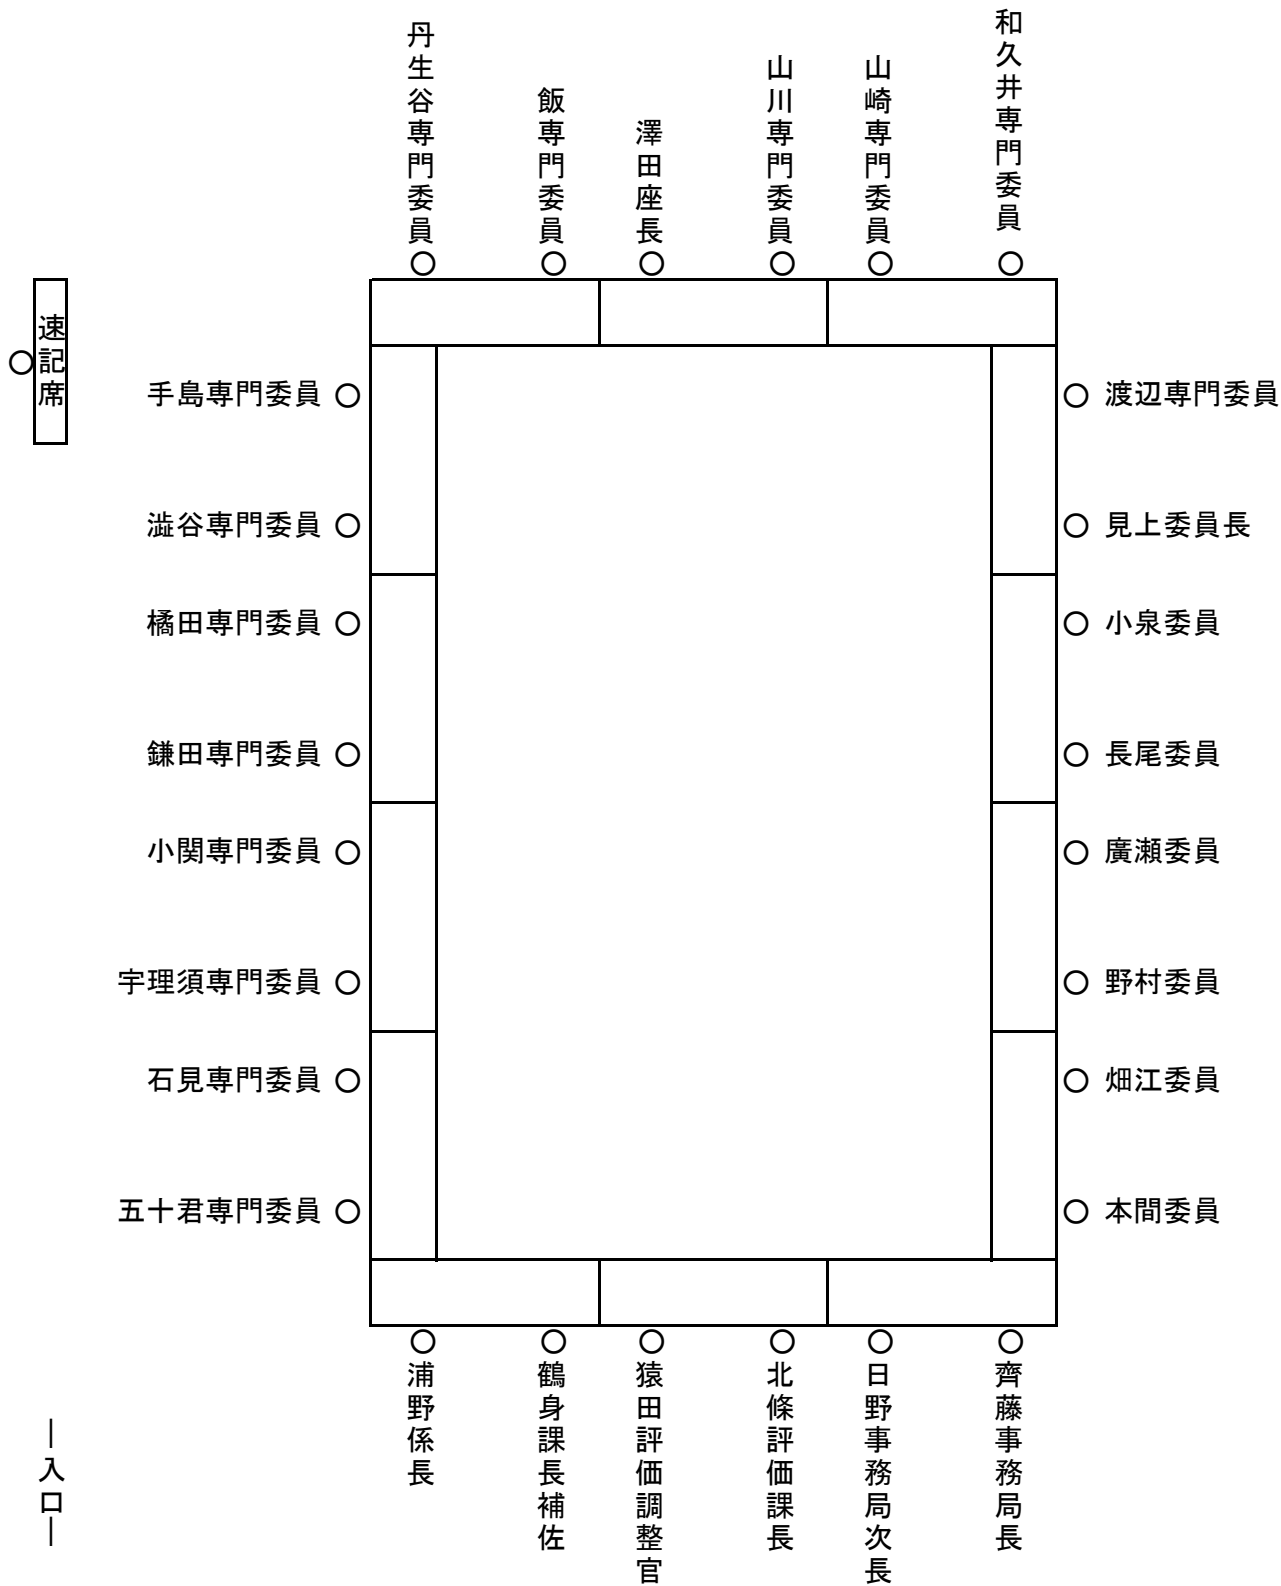 丹生谷専門委員
飯専門委員
澤田座長
山川専門委員
山崎専門委員
和久井専門委員
速記席
手島専門委員
澁谷専門委員
橘田専門委員
鎌田専門委員
小関専門委員
宇理須専門委員
石見専門委員
五十君専門委員
渡辺専門委員
見上委員長
小泉委員
長尾委員
廣瀬委員
野村委員
畑江委員
本間委員
浦野係長
鶴身課長補佐
猿田評価調整官
北條評価課長
日野事務局次長
齊藤事務局長
―入口―